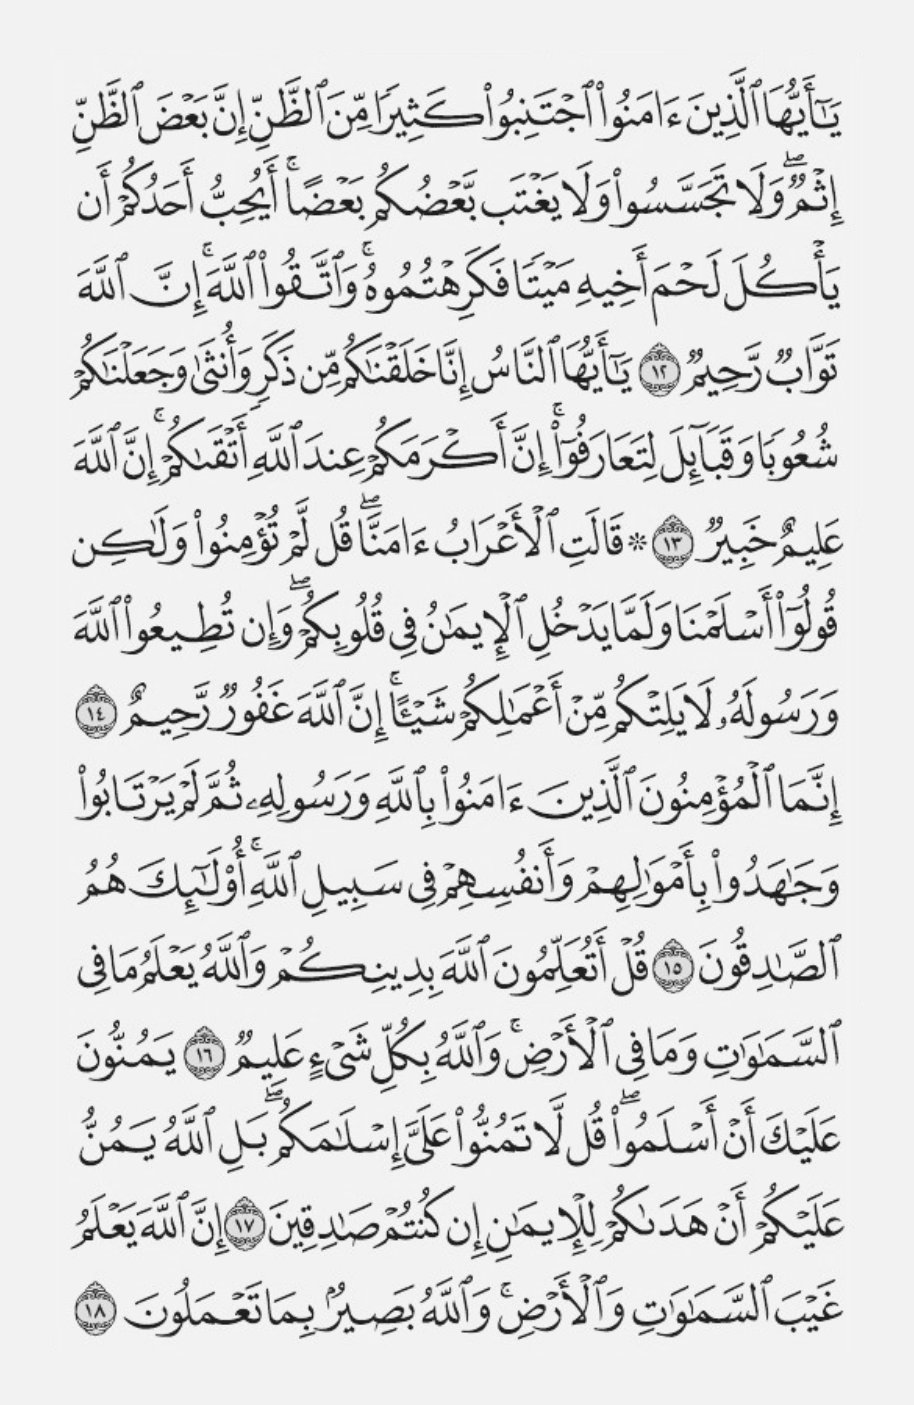 يَٰٓأَيُّهَا ٱلَّذِينَ ءَامَنُوا۟ ٱجْتَنِبُوا۟ كَثِيرًا مِّنَ ٱلظَّنِّ إِنَّ بَعْضَ ٱلظَّنِّ
إِثْمٌ ۖ وَلَا تَجَسَّسُوا۟ وَلَا يَغْتَب بَّعْضُكُم بَعْضًا ۚ أَيُحِبُّ أَحَدُكُمْ أَن
يَأْكُلَ لَحْمَ أَخِيهِ مَيْتًا فَكَرِهْتُمُوهُ ۚ وَٱتَّقُوا۟ ٱللَّهَ ۚ إِنَّ ٱللَّهَ
تَوَّابٌ رَّحِيمٌ ١٢ يَٰٓأَيُّهَا ٱلنَّاسُ إِنَّا خَلَقْنَٰكُم مِّن ذَكَرٍ وَأُنثَىٰ وَجَعَلْنَٰكُمْ
شُعُوبًا وَقَبَآئِلَ لِتَعَارَفُوٓا۟ ۚ إِنَّ أَكْرَمَكُمْ عِندَ ٱللَّهِ أَتْقَىٰكُمْ ۚ إِنَّ ٱللَّهَ
عَلِيمٌ خَبِيرٌ ١٣ ۞ قَالَتِ ٱلْأَعْرَابُ ءَامَنَّا ۖ قُل لَّمْ تُؤْمِنُوا۟ وَلَٰكِن
قُولُوٓا۟ أَسْلَمْنَا وَلَمَّا يَدْخُلِ ٱلْإِيمَٰنُ فِى قُلُوبِكُمْ ۖ وَإِن تُطِيعُوا۟ ٱللَّهَ
وَرَسُولَهُۥ لَا يَلِتْكُم مِّنْ أَعْمَٰلِكُمْ شَيْـًٔا ۚ إِنَّ ٱللَّهَ غَفُورٌ رَّحِيمٌ ١٤
إِنَّمَا ٱلْمُؤْمِنُونَ ٱلَّذِينَ ءَامَنُوا۟ بِٱللَّهِ وَرَسُولِهِۦ ثُمَّ لَمْ يَرْتَابُوا۟
وَجَٰهَدُوا۟ بِأَمْوَٰلِهِمْ وَأَنفُسِهِمْ فِى سَبِيلِ ٱللَّهِ ۚ أُو۟لَٰٓئِكَ هُمُ
ٱلصَّٰدِقُونَ ١٥ قُلْ أَتُعَلِّمُونَ ٱللَّهَ بِدِينِكُمْ وَٱللَّهُ يَعْلَمُ مَا فِى
ٱلسَّمَٰوَٰتِ وَمَا فِى ٱلْأَرْضِ ۚ وَٱللَّهُ بِكُلِّ شَىْءٍ عَلِيمٌ ١٦ يَمُنُّونَ
عَلَيْكَ أَنْ أَسْلَمُوا۟ ۖ قُل لَّا تَمُنُّوا۟ عَلَىَّ إِسْلَٰمَكُم ۖ بَلِ ٱللَّهُ يَمُنُّ
عَلَيْكُمْ أَنْ هَدَىٰكُمْ لِلْإِيمَٰنِ إِن كُنتُمْ صَٰدِقِينَ ١٧ إِنَّ ٱللَّهَ يَعْلَمُ
غَيْبَ ٱلسَّمَٰوَٰتِ وَٱلْأَرْضِ ۚ وَٱللَّهُ بَصِيرٌۢ بِمَا تَعْمَلُونَ ١٨